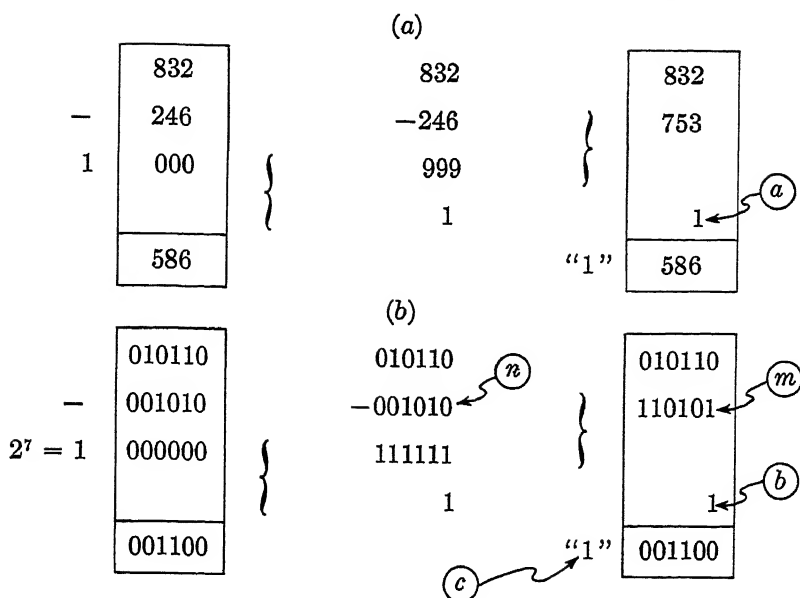 (a)
832 832 832
− 246 −246 753
1 000 { 999 }
1 1 a
586 “1” 586
(b)
010110 010110 010110
− 001010 −001010 n 110101 m
2⁷ = 1 000000 { 111111 }
1 1 b
001100 “1” 001100
c